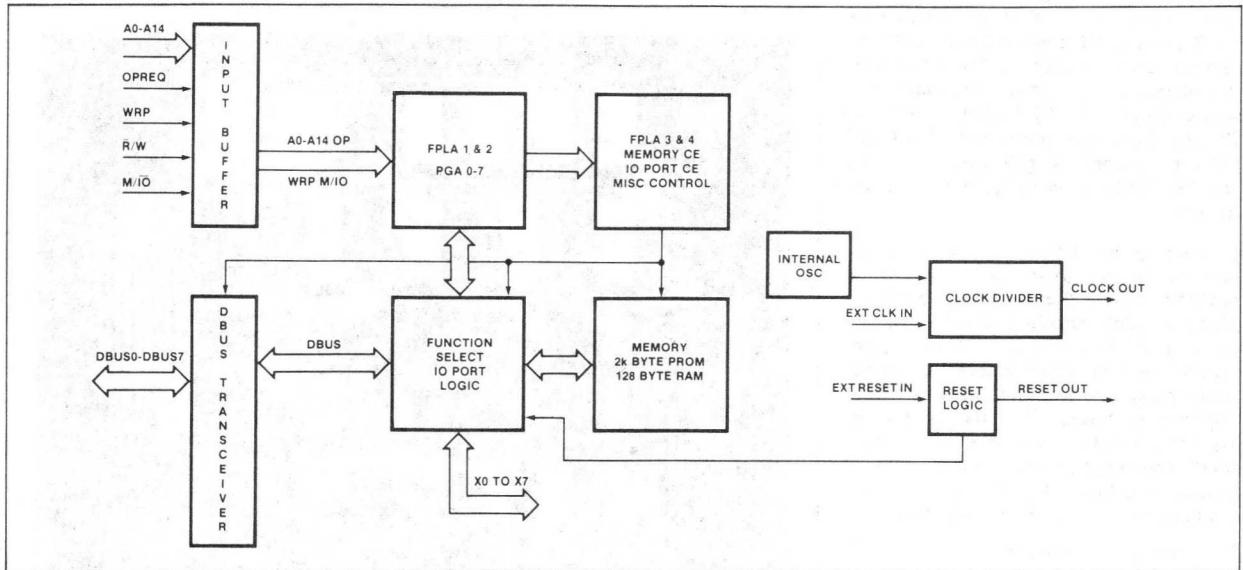 A0-A14
OPREQ
WRP
R̅/W
M/I̅O̅
INPUT BUFFER
A0-A14 OP
WRP M/IO
FPLA 1 & 2
PGA 0-7
FPLA 3 & 4
MEMORY CE
IO PORT CE
MISC CONTROL
INTERNAL
OSC
EXT CLK IN
CLOCK DIVIDER
CLOCK OUT
DBUS0-DBUS7
DBUS TRANSCEIVER
DBUS
FUNCTION
SELECT
IO PORT
LOGIC
MEMORY
2k BYTE PROM
128 BYTE RAM
EXT RESET IN
RESET
LOGIC
RESET OUT
X0 TO X7